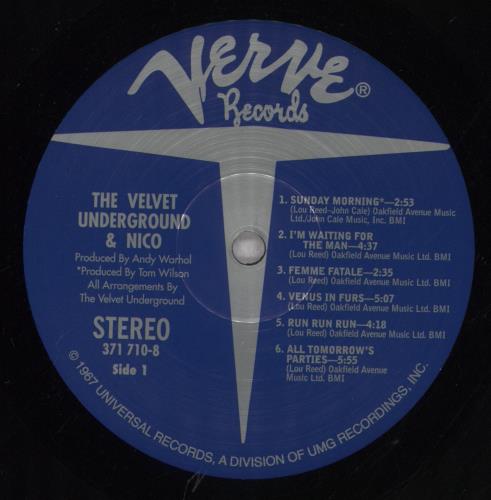 Verve®
Records
THE VELVET
UNDERGROUND
& NICO
Produced By Andy Warhol
*Produced By Tom Wilson
All Arrangements By
The Velvet Underground
STEREO
371 710-8
Side 1
1. SUNDAY MORNING*—2:53
(Lou Reed–John Cale) Oakfield Avenue Music
Ltd./John Cale Music, Inc. BMI
2. I'M WAITING FOR
THE MAN—4:37
(Lou Reed) Oakfield Avenue Music Ltd. BMI
3. FEMME FATALE—2:35
(Lou Reed) Oakfield Avenue Music Ltd. BMI
4. VENUS IN FURS—5:07
(Lou Reed) Oakfield Avenue Music Ltd. BMI
5. RUN RUN RUN—4:18
(Lou Reed) Oakfield Avenue Music Ltd. BMI
6. ALL TOMORROW'S
PARTIES—5:55
(Lou Reed) Oakfield Avenue
Music Ltd. BMI
© 1967 UNIVERSAL RECORDS, A DIVISION OF UMG RECORDINGS, INC.